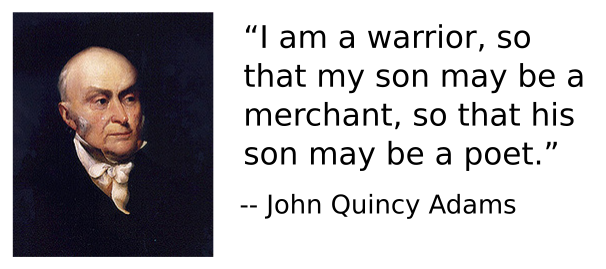 “I am a warrior, so
that my son may be a
merchant, so that his
son may be a poet.”
-- John Quincy Adams